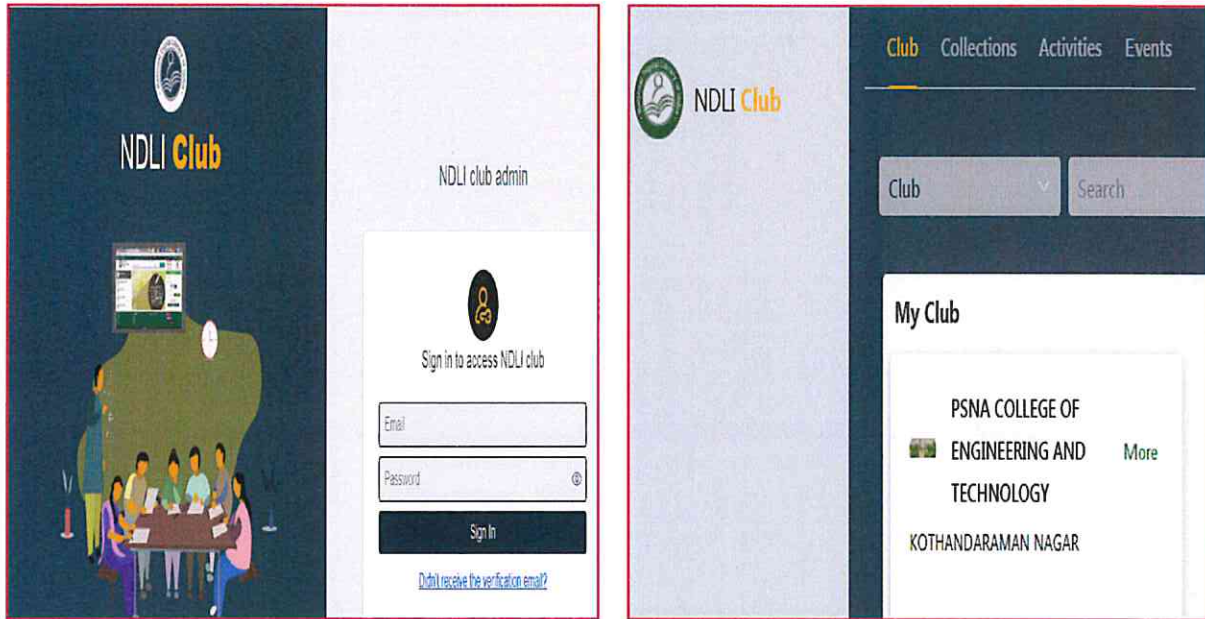 NDLI Club
NDLI club admin
Sign in to access NDLI club
Email
Password
Sign In
Didn't receive the verification email?
NDLI Club
Club Collections Activities Events
Club
Search
My Club
PSNA COLLEGE OF
ENGINEERING AND
TECHNOLOGY
More
KOTHANDARAMAN NAGAR